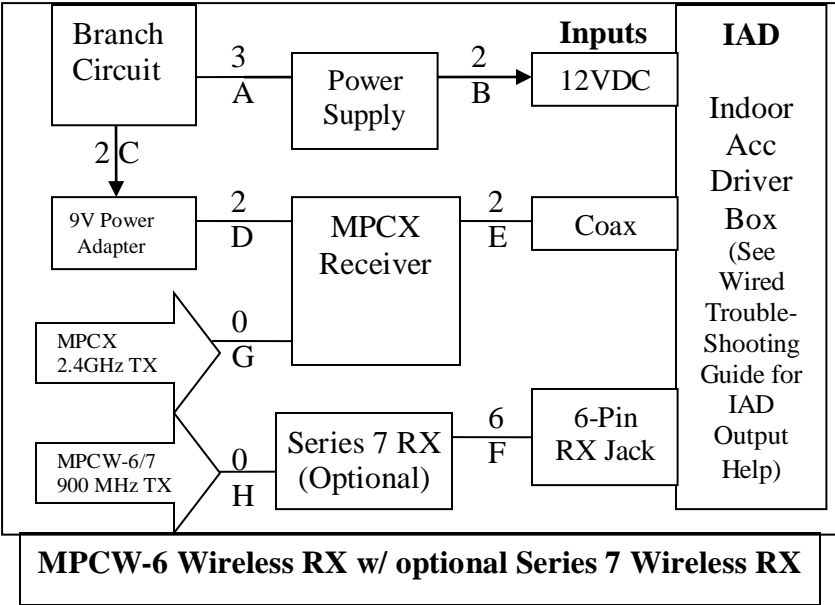 Branch
Circuit
3
A
Power
Supply
2
B
Inputs
12VDC
IAD
Indoor
Acc
Driver
Box
(See
Wired
Trouble-
Shooting
Guide for
IAD
Output
Help)
2 C
9V Power
Adapter
2
D
MPCX
Receiver
2
E
Coax
MPCX
2.4GHz TX
0
G
MPCW-6/7
900 MHz TX
0
H
Series 7 RX
(Optional)
6
F
6-Pin
RX Jack
MPCW-6 Wireless RX w/ optional Series 7 Wireless RX